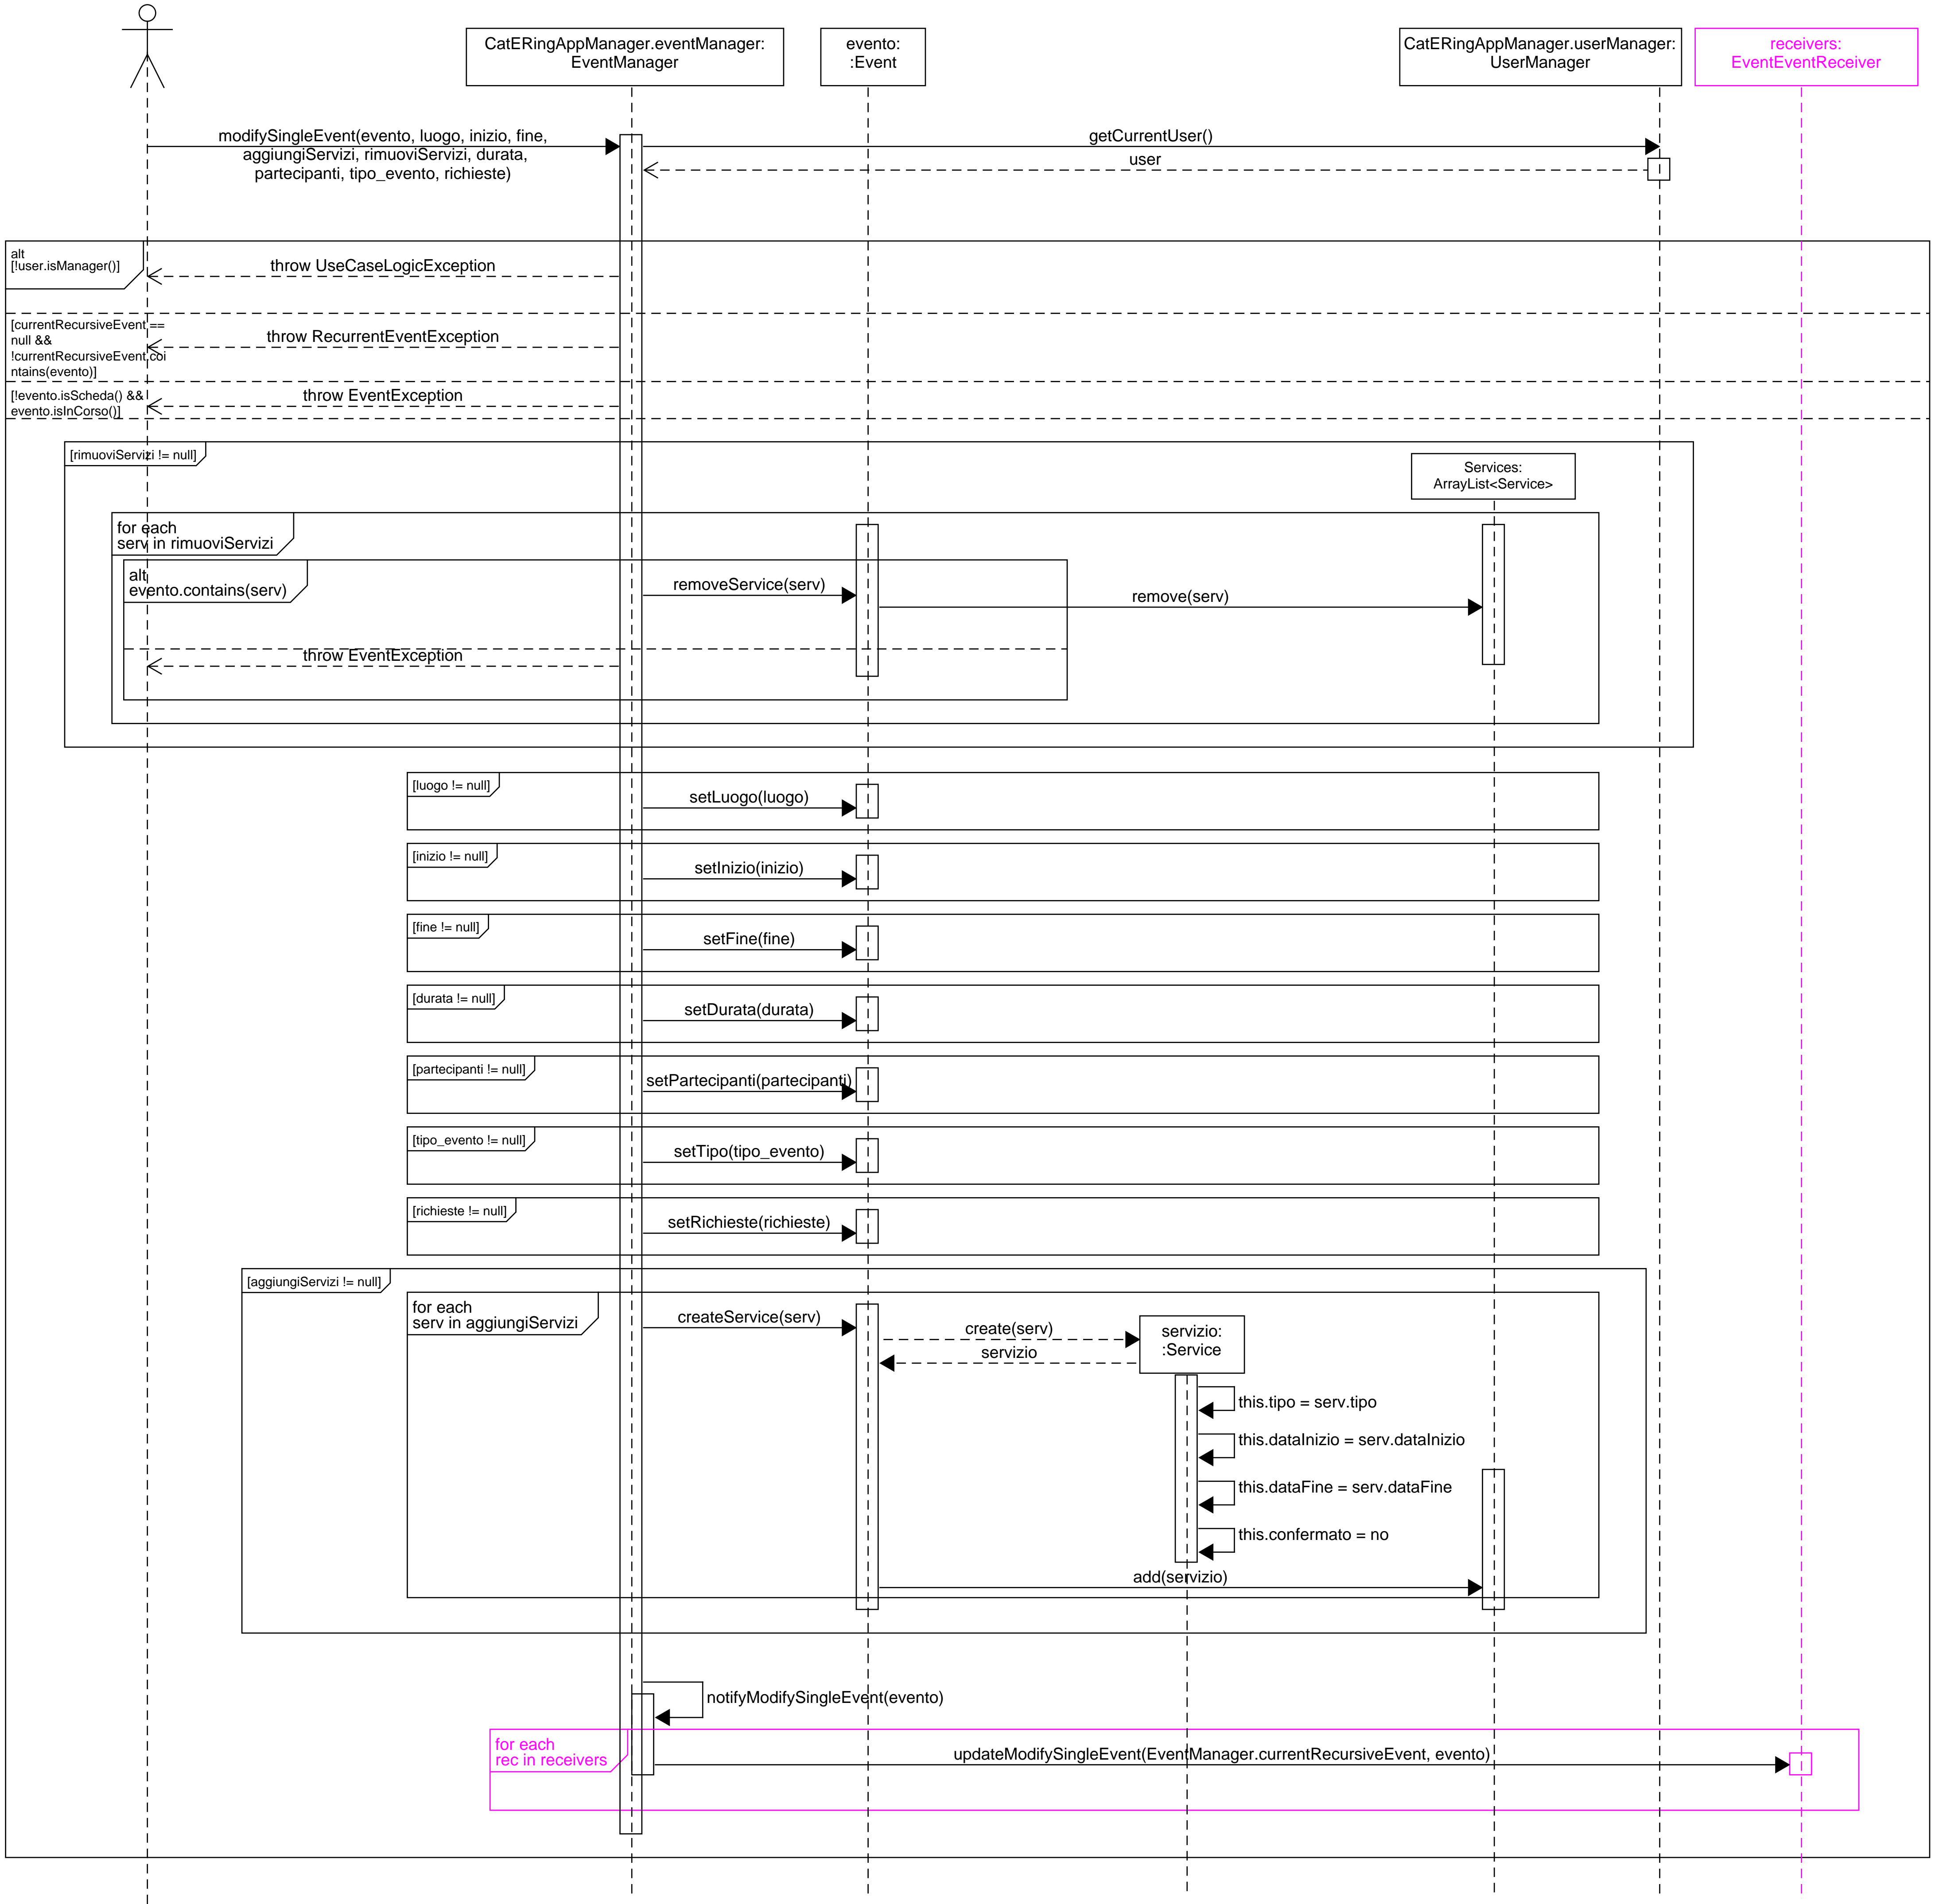 CatERingAppManager.eventManager:
EventManager
evento:
:Event
CatERingAppManager.userManager:
UserManager
receivers:
EventEventReceiver
modifySingleEvent(evento, luogo, inizio, fine,
aggiungiServizi, rimuoviServizi, durata,
partecipanti, tipo_evento, richieste)
getCurrentUser()
user
alt
[!user.isManager()]
throw UseCaseLogicException
[currentRecursiveEvent ==
null &&
!currentRecursiveEvent.coi
ntains(evento)]
throw RecurrentEventException
[!evento.isScheda() &&
evento.isInCorso()]
throw EventException
[rimuoviServizi != null]
Services:
ArrayList<Service>
for each
serv in rimuoviServizi
alt
evento.contains(serv)
removeService(serv)
remove(serv)
throw EventException
[luogo != null]
setLuogo(luogo)
[inizio != null]
setInizio(inizio)
[fine != null]
setFine(fine)
[durata != null]
setDurata(durata)
[partecipanti != null]
setPartecipanti(partecipanti)
[tipo_evento != null]
setTipo(tipo_evento)
[richieste != null]
setRichieste(richieste)
[aggiungiServizi != null]
for each
serv in aggiungiServizi
createService(serv)
create(serv)
servizio
servizio:
:Service
this.tipo = serv.tipo
this.dataInizio = serv.dataInizio
this.dataFine = serv.dataFine
this.confermato = no
add(servizio)
notifyModifySingleEvent(evento)
for each
rec in receivers
updateModifySingleEvent(EventManager.currentRecursiveEvent, evento)